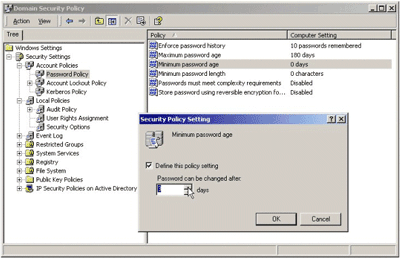 Domain Security Policy
Action View
Tree
Windows Settings
Security Settings
Account Policies
Password Policy
Account Lockout Policy
Kerberos Policy
Local Policies
Audit Policy
User Rights Assignment
Security Options
Event Log
Restricted Groups
System Services
Registry
File System
Public Key Policies
IP Security Policies on Active Directory
Policy Computer Setting
Enforce password history 10 passwords remembered
Maximum password age 180 days
Minimum password age 0 days
Minimum password length 0 characters
Passwords must meet complexity requirements Disabled
Store password using reversible encryption fo... Disabled
Security Policy Setting
Minimum password age
Define this policy setting
Password can be changed after:
days
OK Cancel